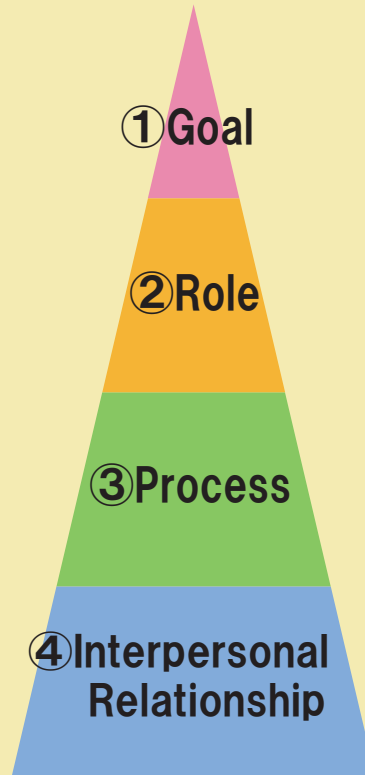 ①Goal
②Role
③Process
④Interpersonal
Relationship